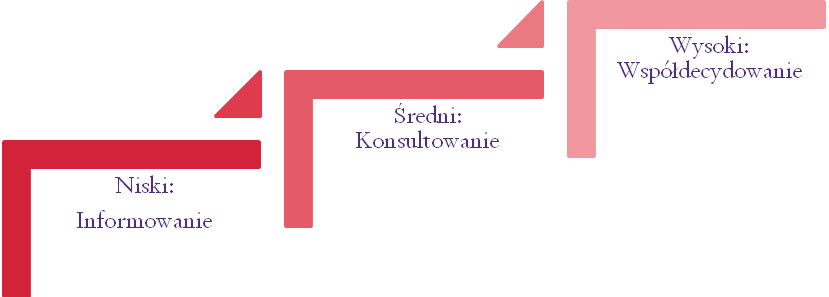 Niski:
Informowanie
Średni:
Konsultowanie
Wysoki:
Współdecydowanie